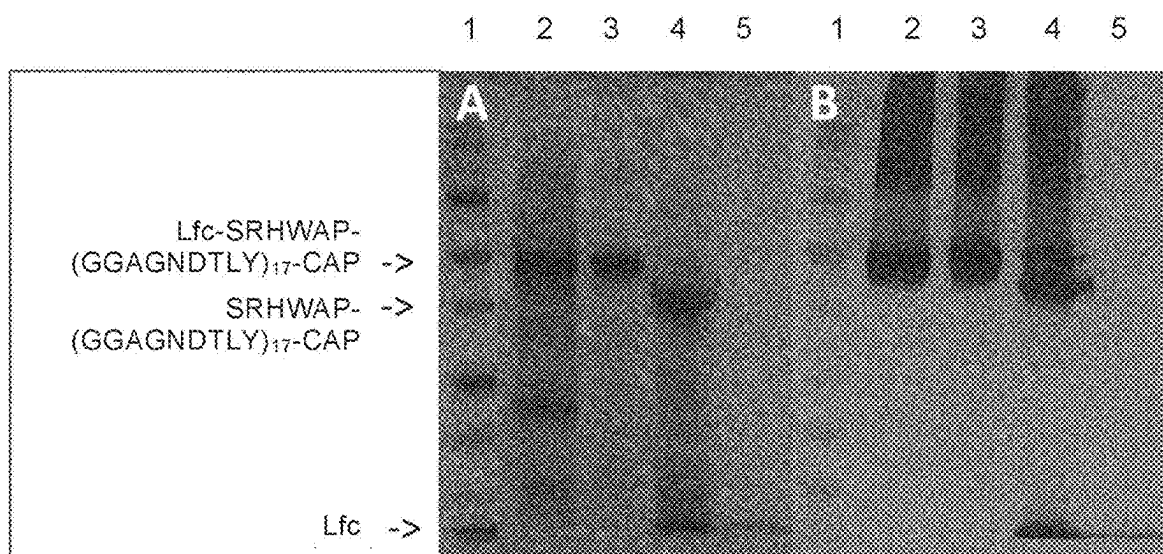 1 2 3 4 5 1 2 3 4 5
A B
Lfc-SRHWAP-
(GGAGNDTLY)₁₇-CAP ->
SRHWAP- ->
(GGAGNDTLY)₁₇-CAP
Lfc ->